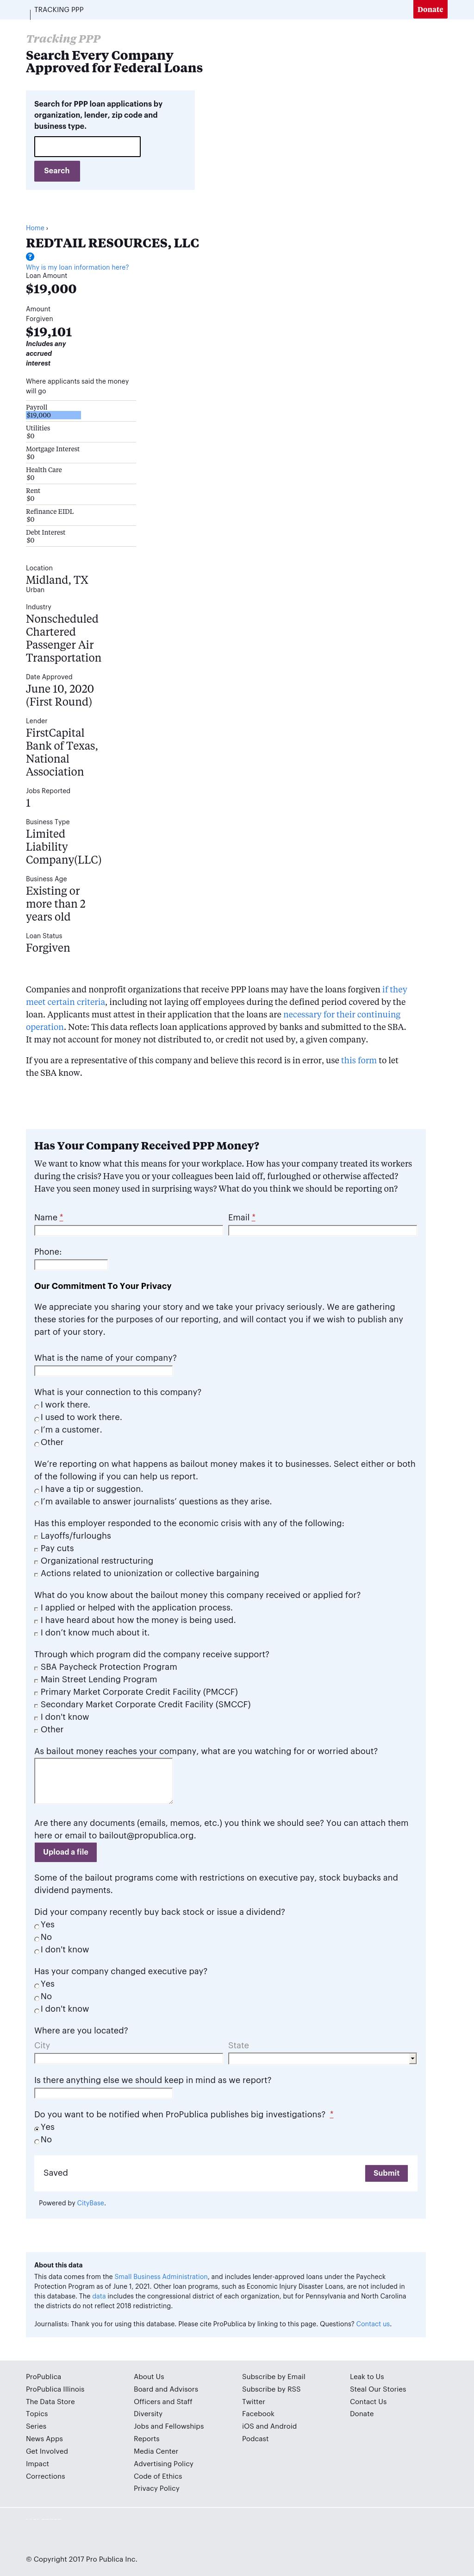 TRACKING PPP
Donate
Tracking PPP
Search Every Company
Approved for Federal Loans
Search for PPP loan applications by
organization, lender, zip code and
business type.
Search
Home ›
REDTAIL RESOURCES, LLC
?
Why is my loan information here?
Loan Amount
$19,000
Amount
Forgiven
$19,101
Includes any
accrued
interest
Where applicants said the money
will go
Payroll
$19,000
Utilities
$0
Mortgage Interest
$0
Health Care
$0
Rent
$0
Refinance EIDL
$0
Debt Interest
$0
Location
Midland, TX
Urban
Industry
Nonscheduled
Chartered
Passenger Air
Transportation
Date Approved
June 10, 2020
(First Round)
Lender
FirstCapital
Bank of Texas,
National
Association
Jobs Reported
1
Business Type
Limited
Liability
Company(LLC)
Business Age
Existing or
more than 2
years old
Loan Status
Forgiven
Companies and nonprofit organizations that receive PPP loans may have the loans forgiven if they
meet certain criteria, including not laying off employees during the defined period covered by the
loan. Applicants must attest in their application that the loans are necessary for their continuing
operation. Note: This data reflects loan applications approved by banks and submitted to the SBA.
It may not account for money not distributed to, or credit not used by, a given company.
If you are a representative of this company and believe this record is in error, use this form to let
the SBA know.
Has Your Company Received PPP Money?
We want to know what this means for your workplace. How has your company treated its workers
during the crisis? Have you or your colleagues been laid off, furloughed or otherwise affected?
Have you seen money used in surprising ways? What do you think we should be reporting on?
Name *
Email *
Phone:
Our Commitment To Your Privacy
We appreciate you sharing your story and we take your privacy seriously. We are gathering
these stories for the purposes of our reporting, and will contact you if we wish to publish any
part of your story.
What is the name of your company?
What is your connection to this company?
I work there.
I used to work there.
I'm a customer.
Other
We're reporting on what happens as bailout money makes it to businesses. Select either or both
of the following if you can help us report.
I have a tip or suggestion.
I'm available to answer journalists' questions as they arise.
Has this employer responded to the economic crisis with any of the following:
Layoffs/furloughs
Pay cuts
Organizational restructuring
Actions related to unionization or collective bargaining
What do you know about the bailout money this company received or applied for?
I applied or helped with the application process.
I have heard about how the money is being used.
I don't know much about it.
Through which program did the company receive support?
SBA Paycheck Protection Program
Main Street Lending Program
Primary Market Corporate Credit Facility (PMCCF)
Secondary Market Corporate Credit Facility (SMCCF)
I don't know
Other
As bailout money reaches your company, what are you watching for or worried about?
Are there any documents (emails, memos, etc.) you think we should see? You can attach them
here or email to bailout@propublica.org.
Upload a file
Some of the bailout programs come with restrictions on executive pay, stock buybacks and
dividend payments.
Did your company recently buy back stock or issue a dividend?
Yes
No
I don't know
Has your company changed executive pay?
Yes
No
I don't know
Where are you located?
City
State
Is there anything else we should keep in mind as we report?
Do you want to be notified when ProPublica publishes big investigations? *
Yes
No
Saved
Submit
Powered by CityBase.
About this data
This data comes from the Small Business Administration, and includes lender-approved loans under the Paycheck
Protection Program as of June 1, 2021. Other loan programs, such as Economic Injury Disaster Loans, are not included in
this database. The data includes the congressional district of each organization, but for Pennsylvania and North Carolina
the districts do not reflect 2018 redistricting.
Journalists: Thank you for using this database. Please cite ProPublica by linking to this page. Questions? Contact us.
ProPublica
ProPublica Illinois
The Data Store
Topics
Series
News Apps
Get Involved
Impact
Corrections
About Us
Board and Advisors
Officers and Staff
Diversity
Jobs and Fellowships
Reports
Media Center
Advertising Policy
Code of Ethics
Privacy Policy
Subscribe by Email
Subscribe by RSS
Twitter
Facebook
iOS and Android
Podcast
Leak to Us
Steal Our Stories
Contact Us
Donate
© Copyright 2017 Pro Publica Inc.